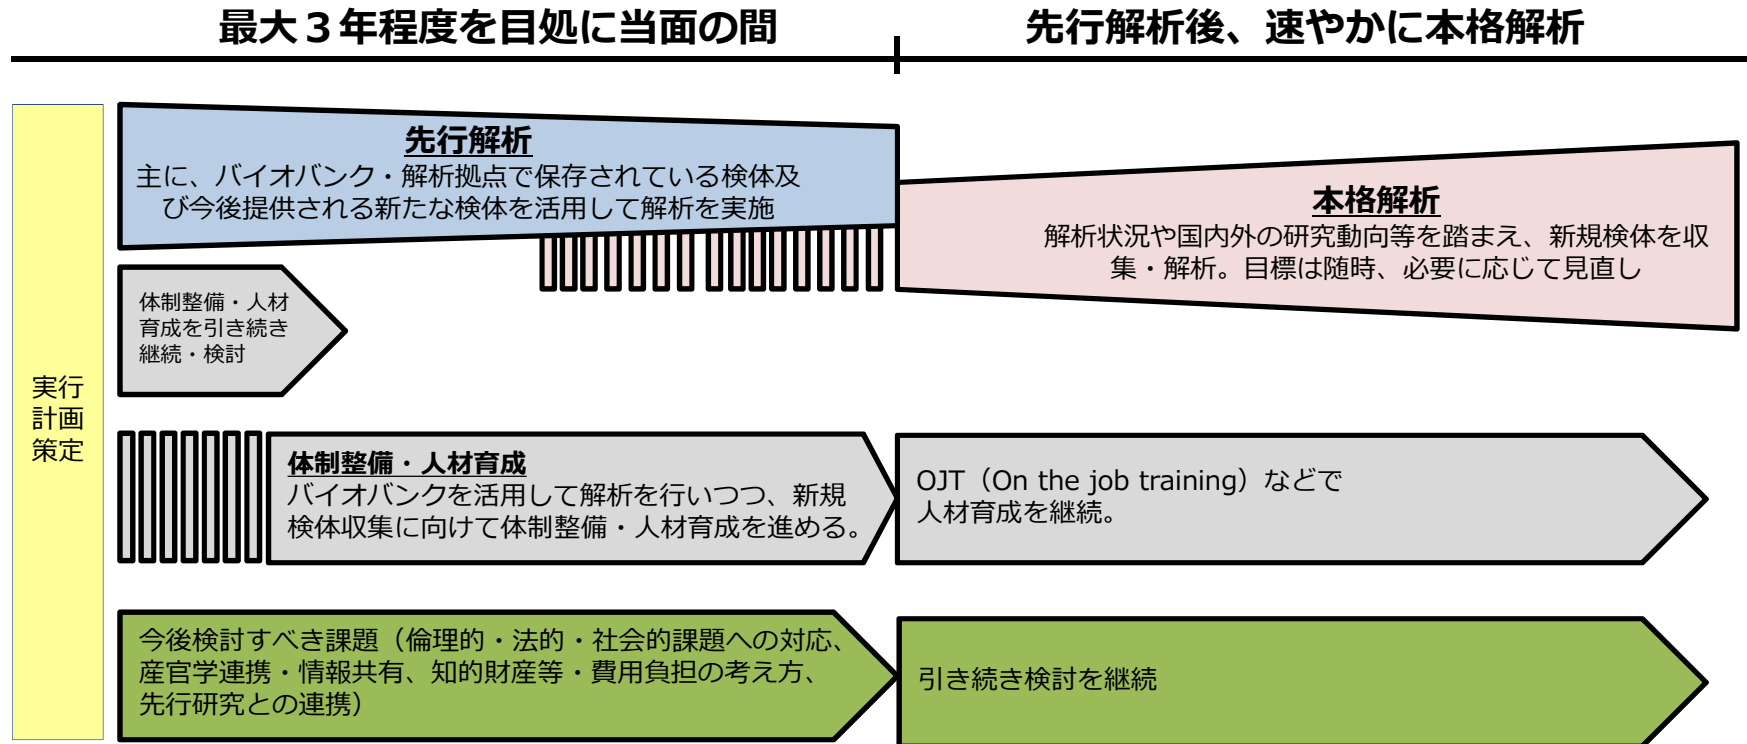 最大３年程度を目処に当面の間
先行解析後、速やかに本格解析
実行
計画
策定
先行解析
主に、バイオバンク・解析拠点で保存されている検体及
び今後提供される新たな検体を活用して解析を実施
本格解析
解析状況や国内外の研究動向等を踏まえ、新規検体を収
集・解析。目標は随時、必要に応じて見直し
体制整備・人材
育成を引き続き
継続・検討
体制整備・人材育成
バイオバンクを活用して解析を行いつつ、新規
検体収集に向けて体制整備・人材育成を進める。
OJT（On the job training）などで
人材育成を継続。
今後検討すべき課題（倫理的・法的・社会的課題への対応、
産官学連携・情報共有、知的財産等・費用負担の考え方、
先行研究との連携）
引き続き検討を継続